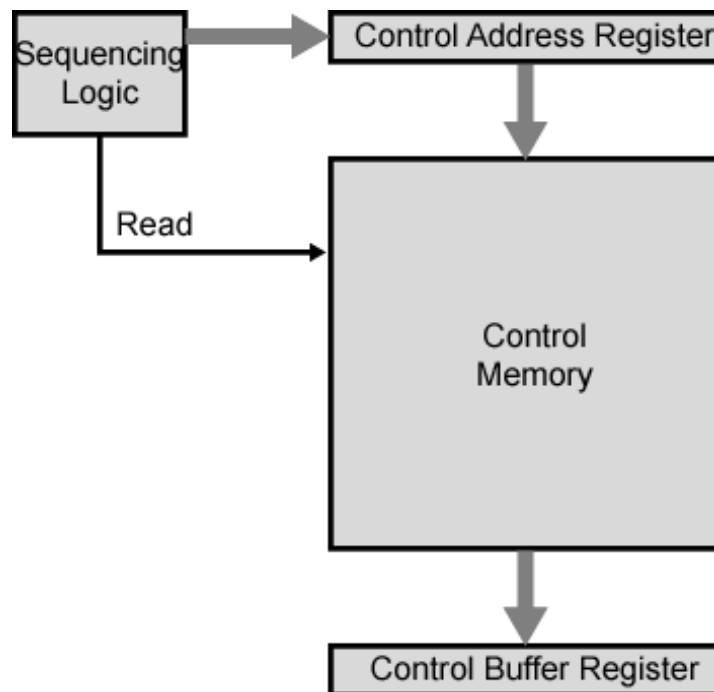 Sequencing
Logic
Control Address Register
Read
Control
Memory
Control Buffer Register